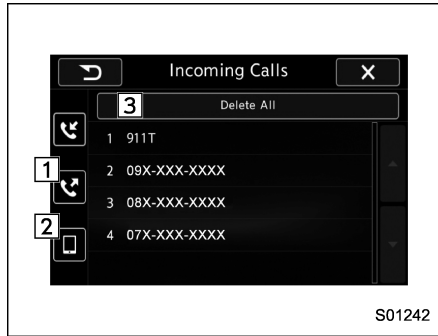 Incoming Calls
3 Delete All
1 911T
1
2 09X-XXX-XXXX
3 08X-XXX-XXXX
2
4 07X-XXX-XXXX
S01242